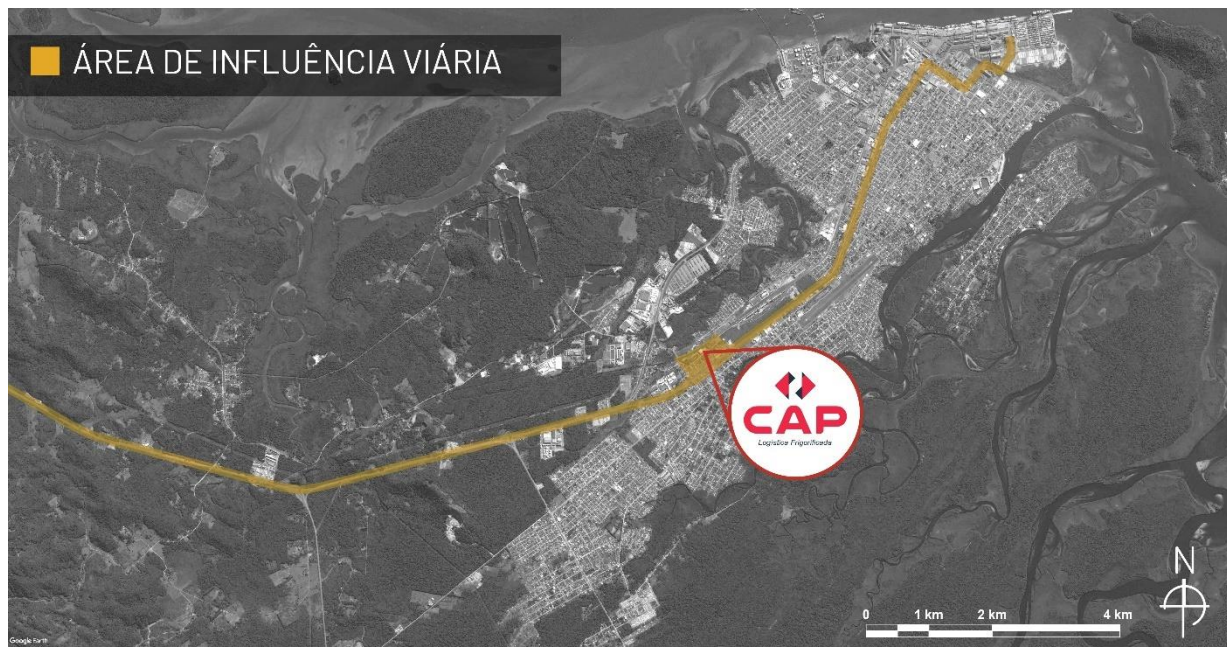 ÁREA DE INFLUÊNCIA VIÁRIA
CAP
Logística Frigorificada
N
0 1 km 2 km 4 km
Google Earth